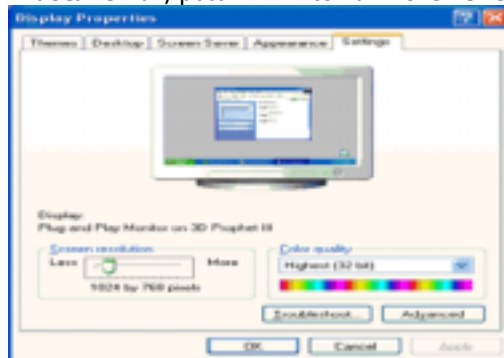 Display Properties
Themes Desktop Screen Saver Appearance Settings
Display:
Plug and Play Monitor on 3D Prophet III
Screen resolution
Less More
1024 by 768 pixels
Color quality
Highest (32 bit)
Troubleshoot... Advanced
OK Cancel Apply